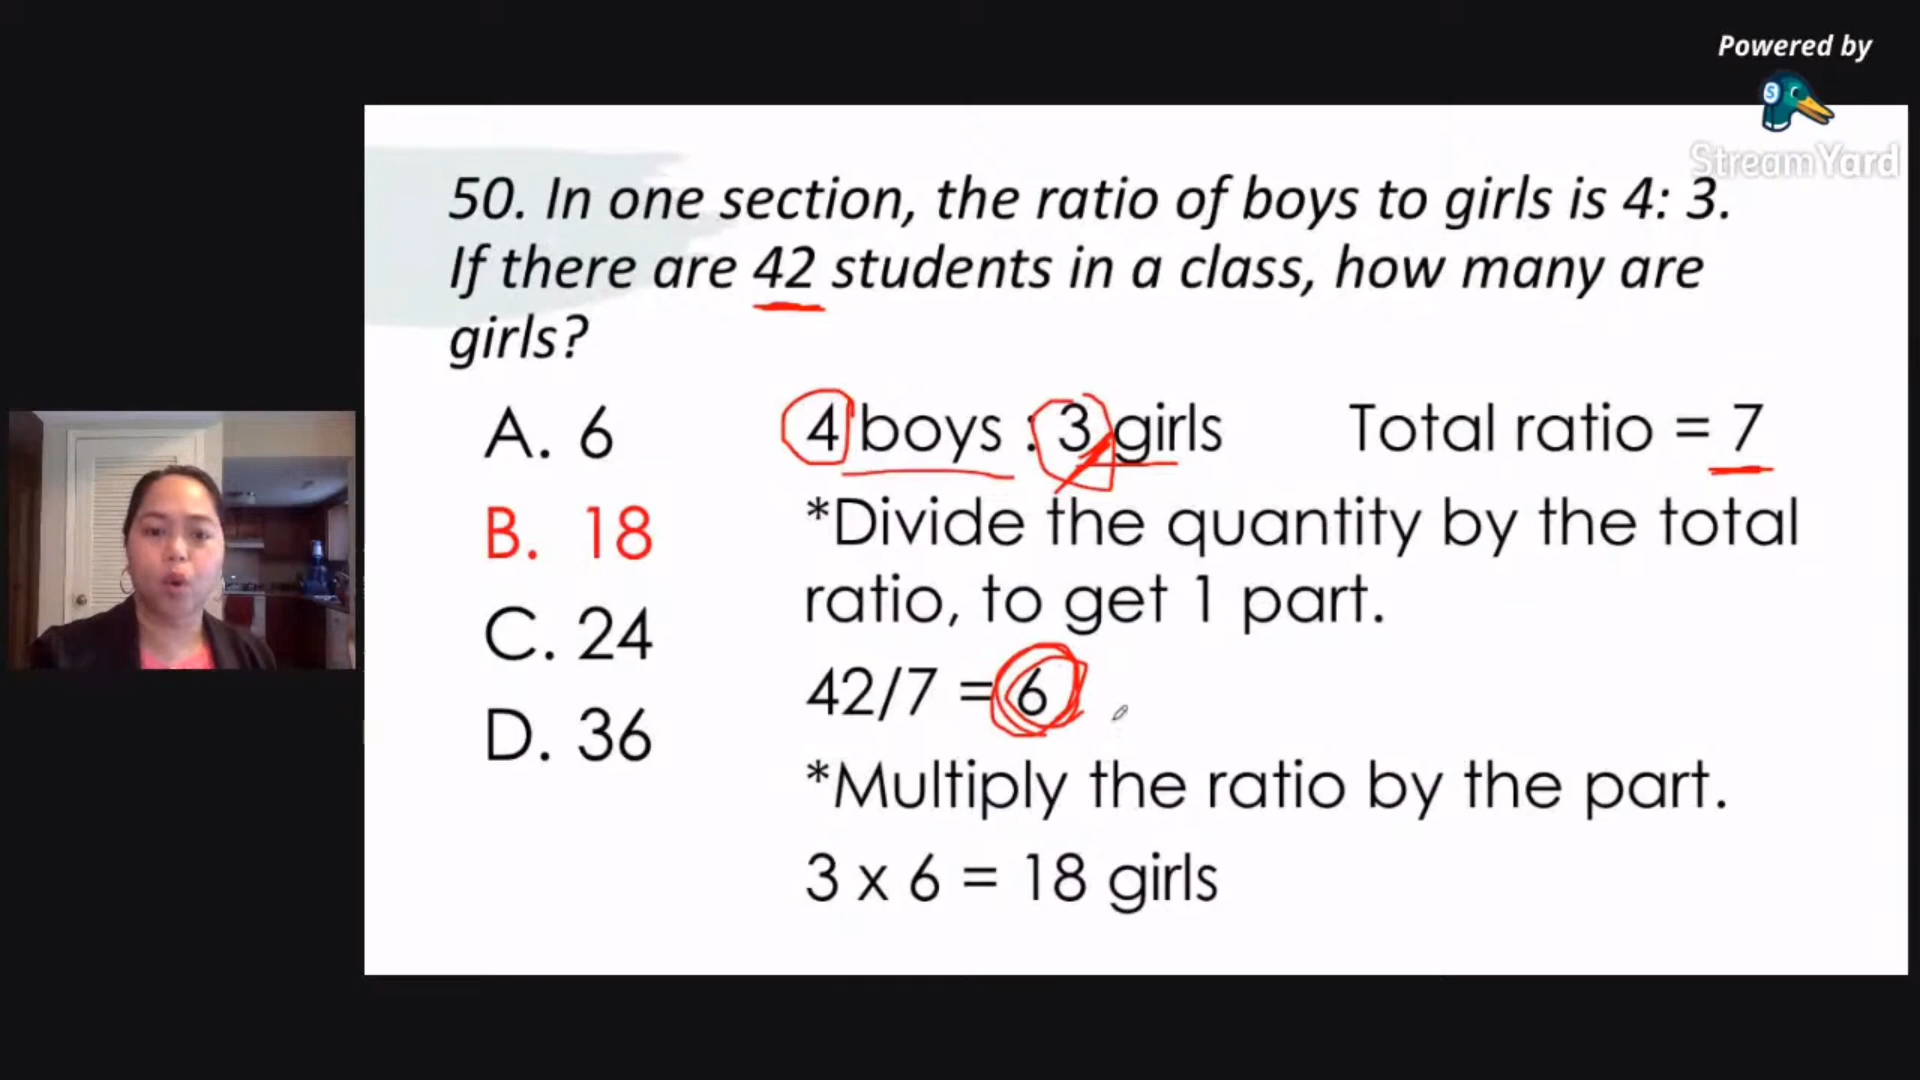 Powered by
StreamYard
50. In one section, the ratio of boys to girls is 4: 3.
If there are 42 students in a class, how many are
girls?
A. 6
B. 18
C. 24
D. 36
4 boys : 3 girls
Total ratio = 7
*Divide the quantity by the total
ratio, to get 1 part.
42/7 = 6
*Multiply the ratio by the part.
3 x 6 = 18 girls